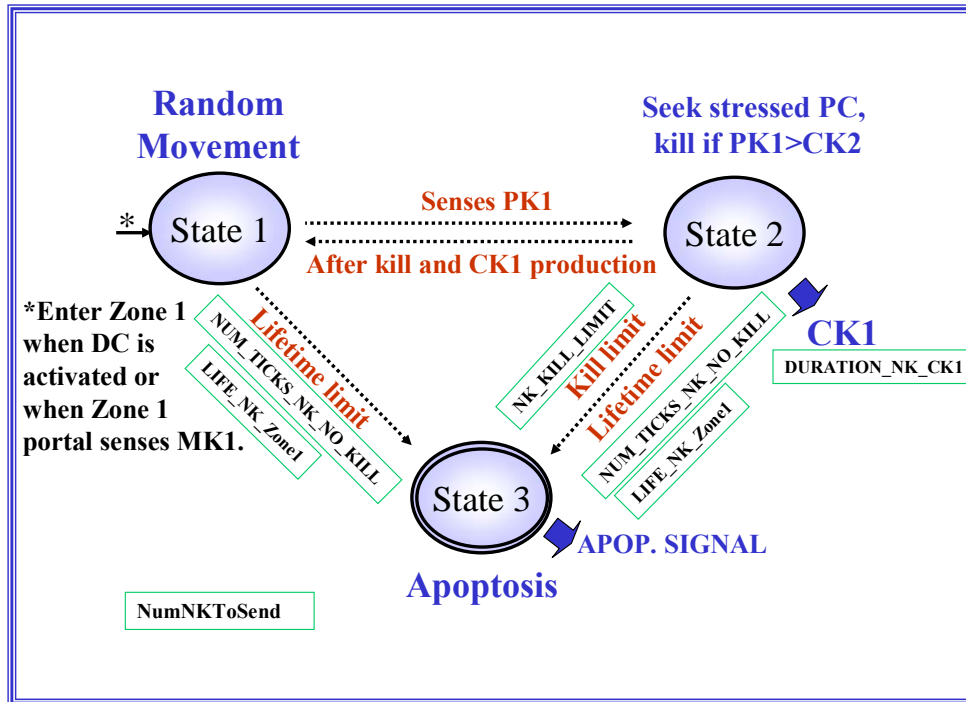 Random
Movement
Seek stressed PC,
kill if PK1>CK2
*
State 1
Senses PK1
After kill and CK1 production
State 2
*Enter Zone 1
when DC is
activated or
when Zone 1
portal senses MK1.
Lifetime limit
NUM_TICKS_NK_NO_KILL
LIFE_NK_Zone1
NK_KILL_LIMIT
Kill limit
Lifetime limit
NUM_TICKS_NK_NO_KILL
LIFE_NK_Zone1
CK1
DURATION_NK_CK1
State 3
APOP. SIGNAL
Apoptosis
NumNKToSend